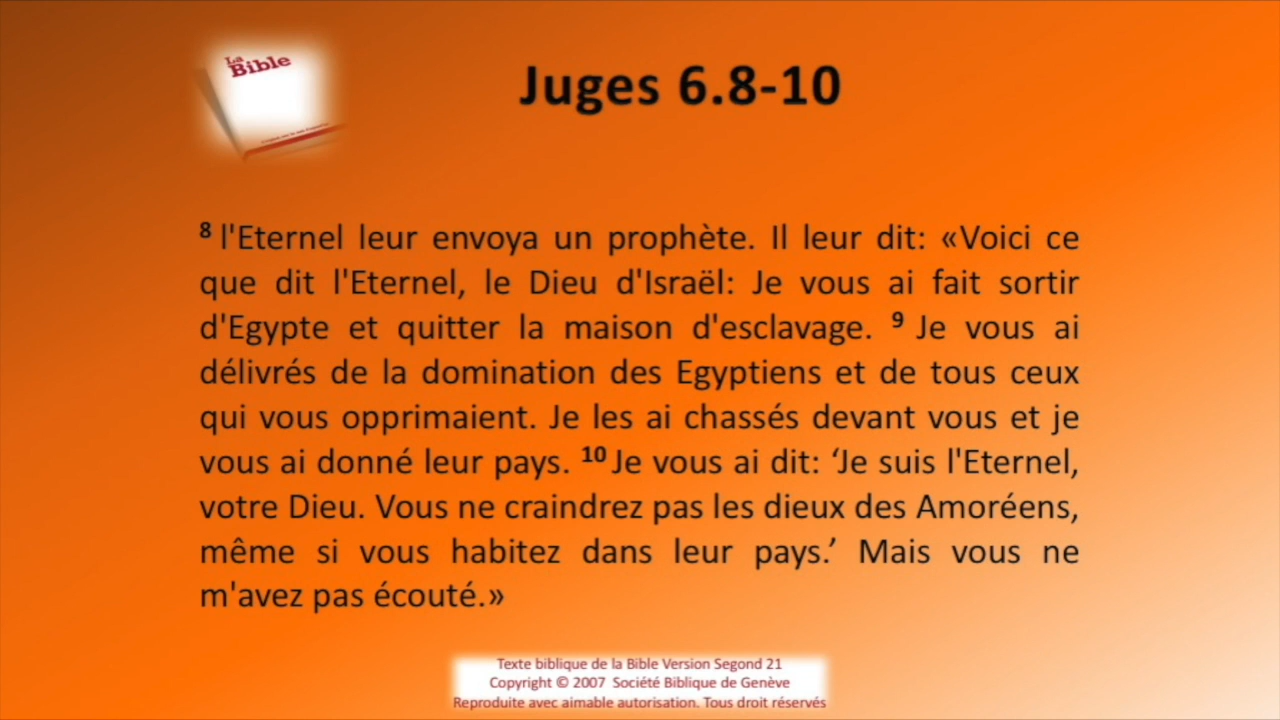 La
Bible
Juges 6.8-10
8 l'Eternel leur envoya un prophète. Il leur dit: «Voici ce
que dit l'Eternel, le Dieu d'Israël: Je vous ai fait sortir
d'Egypte et quitter la maison d'esclavage. 9 Je vous ai
délivrés de la domination des Egyptiens et de tous ceux
qui vous opprimaient. Je les ai chassés devant vous et je
vous ai donné leur pays. 10 Je vous ai dit: ‘Je suis l'Eternel,
votre Dieu. Vous ne craindrez pas les dieux des Amoréens,
même si vous habitez dans leur pays.’ Mais vous ne
m'avez pas écouté.»
Texte biblique de la Bible Version Segond 21
Copyright © 2007 Société Biblique de Genève
Reproduite avec aimable autorisation. Tous droit réservés